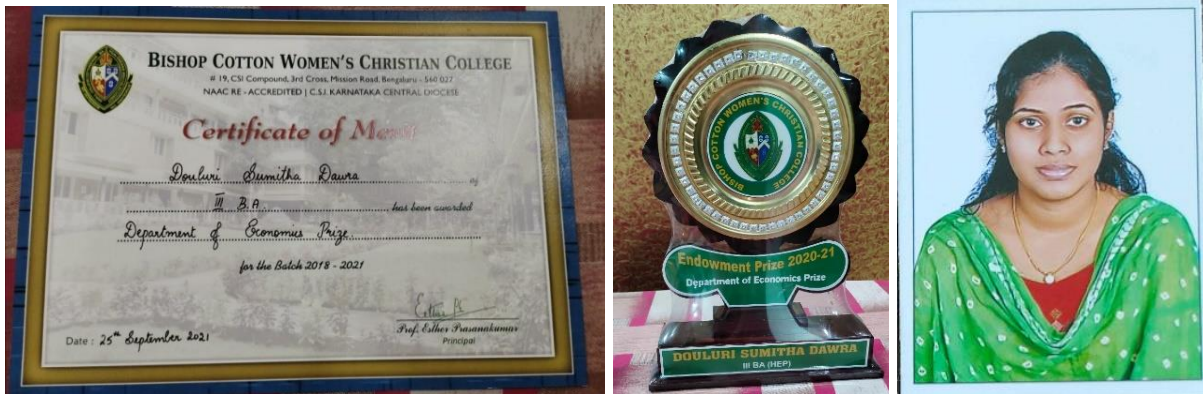 BISHOP COTTON WOMEN'S CHRISTIAN COLLEGE
# 19, CSI Compound, 3rd Cross, Mission Road, Bengaluru - 560 027
NAAC RE - ACCREDITED | C.S.I. KARNATAKA CENTRAL DIOCESE
Certificate of Merit
Douluri Sumitha Dawra of
III B.A. has been awarded
Department of Economics Prize
for the Batch 2018 - 2021
Prof. Esther Prasanakumar
Date : 25th September 2021
Principal
BISHOP COTTON WOMEN'S CHRISTIAN COLLEGE
Endowment Prize 2020-21
Department of Economics Prize
DOULURI SUMITHA DAWRA
III BA (HEP)